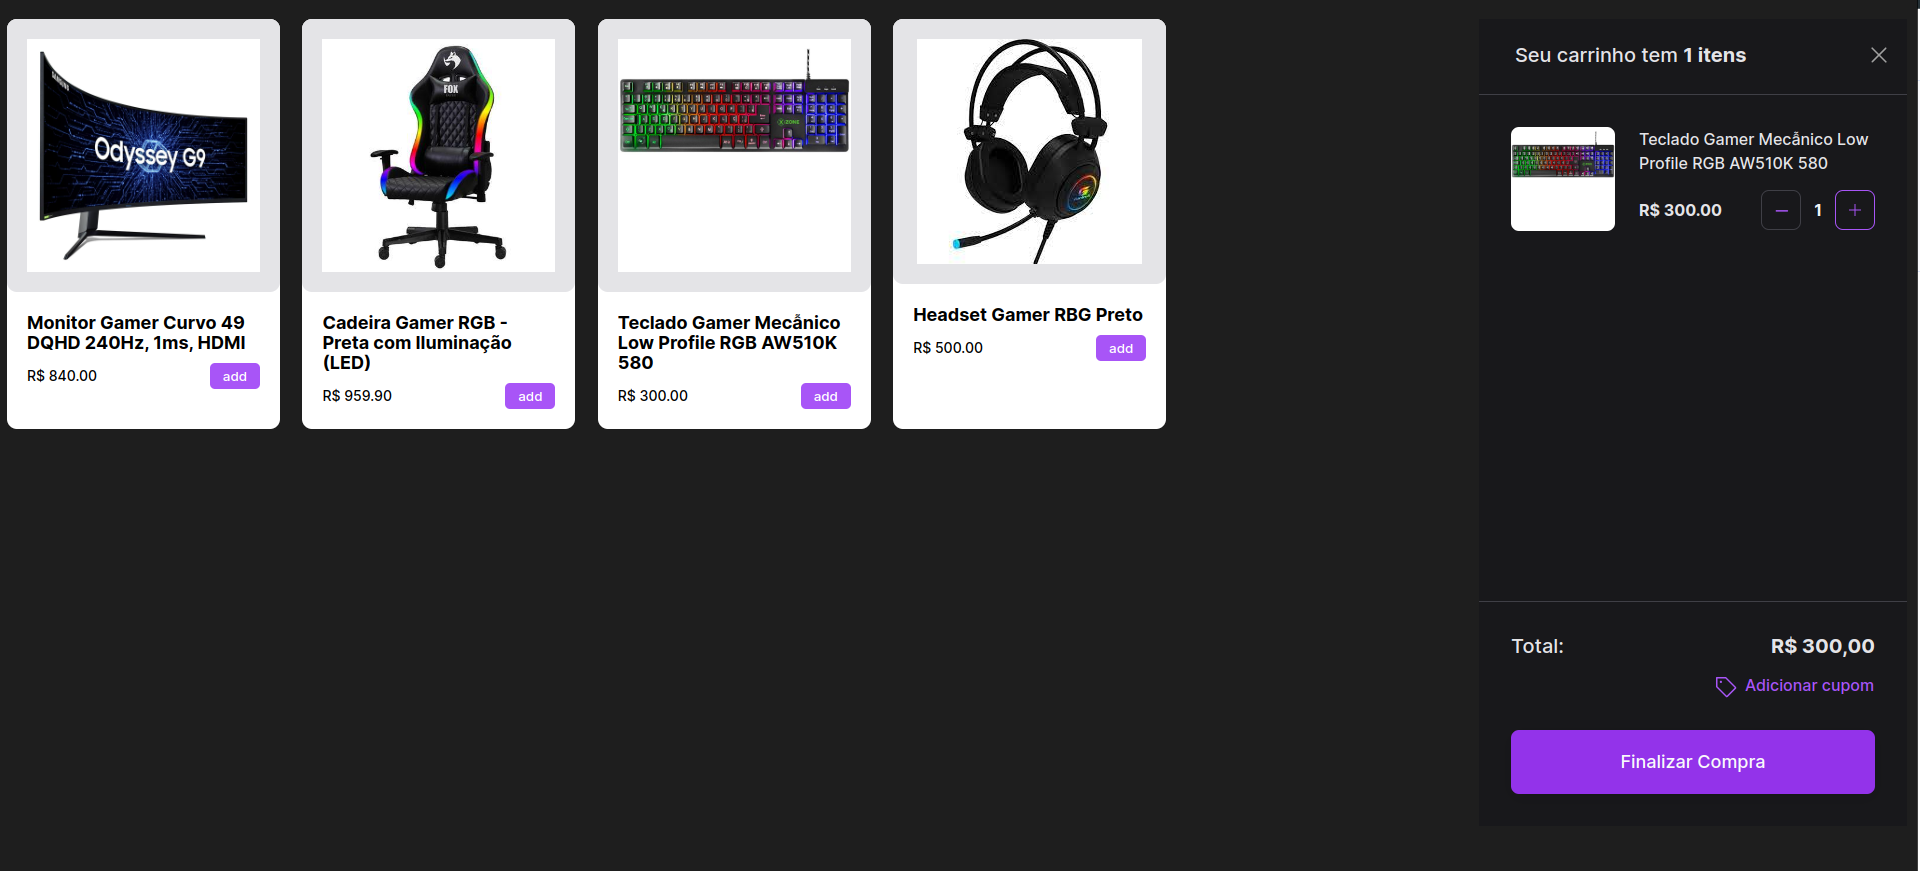 SAMSUNG
Odyssey G9
Monitor Gamer Curvo 49
DQHD 240Hz, 1ms, HDMI
R$ 840.00
add
FOX
Cadeira Gamer RGB -
Preta com Iluminação
(LED)
R$ 959.90
add
X-ZONE
Teclado Gamer Mecânico
Low Profile RGB AW510K
580
R$ 300.00
add
Headset Gamer RBG Preto
R$ 500.00
add
Seu carrinho tem 1 itens
Teclado Gamer Mecânico Low
Profile RGB AW510K 580
R$ 300.00
1
Total:
R$ 300,00
Adicionar cupom
Finalizar Compra